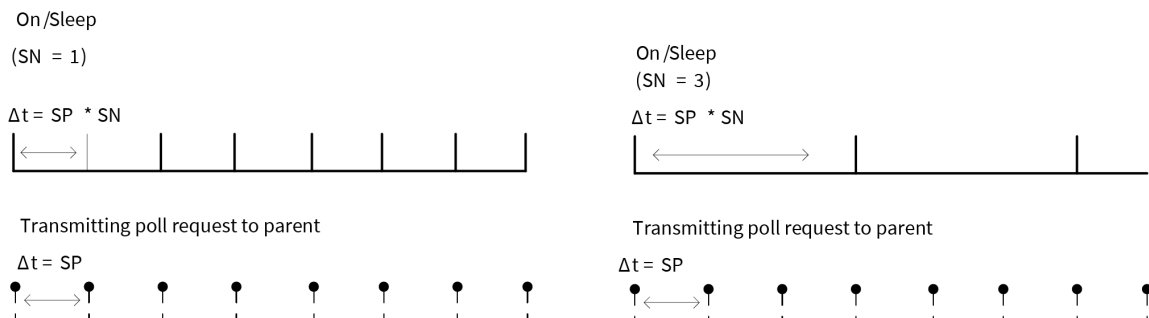 On/Sleep
(SN = 1)
Δt = SP * SN
Transmitting poll request to parent
Δt = SP
On/Sleep
(SN = 3)
Δt = SP * SN
Transmitting poll request to parent
Δt = SP